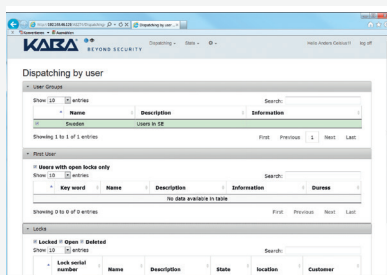 Dispatching by user ...
KABA
BEYOND SECURITY
Dispatching
State
Hello Anders Carlsson
log off
Dispatching by user
User Groups
Show 10 entries
Search:
Name Description Information
Sweden Users in SE
Showing 1 to 1 of 1 entries
First Previous 1 Next Last
First User
Users with open locks only
Show 10 entries
Search:
Key word Name Description Information Duress
No data available in table
Showing 0 to 0 of 0 entries
First Previous Next Last
Locks
Locked Open Deleted
Show 10 entries
Search:
Lock serial number Name Description State location Customer